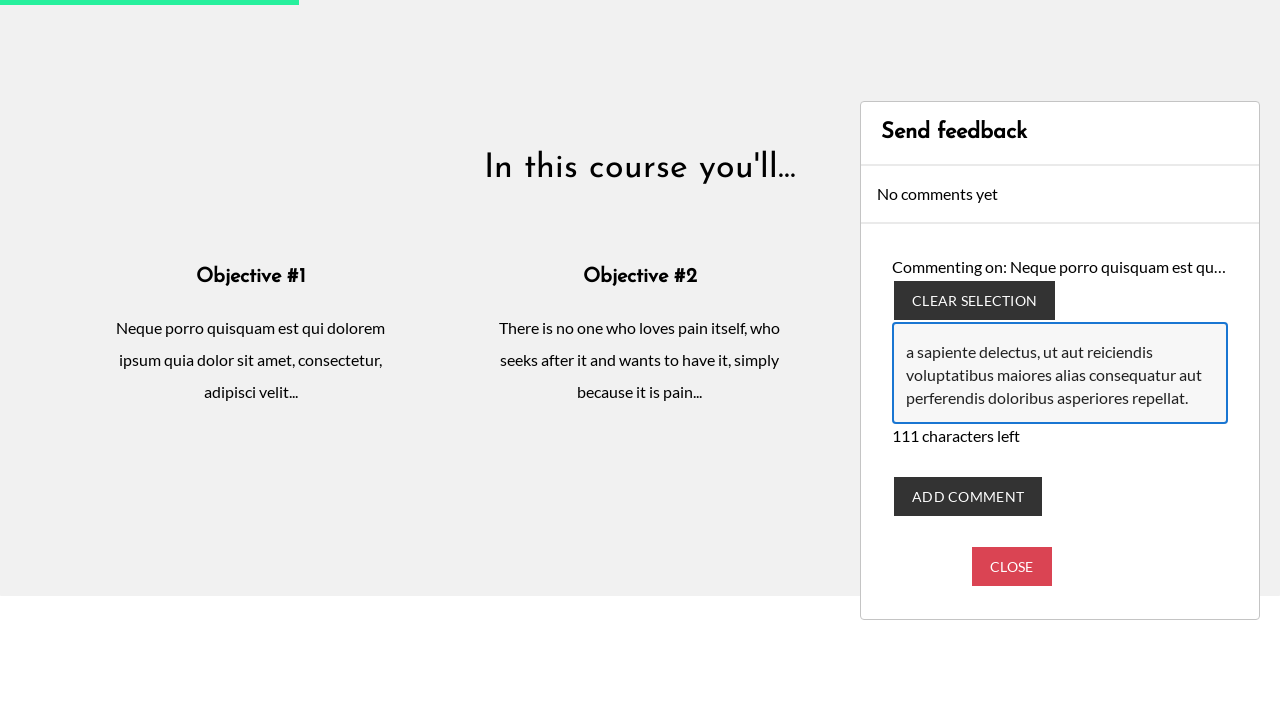 In this course you'll...
Objective #1
Neque porro quisquam est qui dolorem
ipsum quia dolor sit amet, consectetur,
adipisci velit...
Objective #2
There is no one who loves pain itself, who
seeks after it and wants to have it, simply
because it is pain...
Send feedback
No comments yet
Commenting on: Neque porro quisquam est qu...
CLEAR SELECTION
a sapiente delectus, ut aut reiciendis
voluptatibus maiores alias consequatur aut
perferendis doloribus asperiores repellat.
111 characters left
ADD COMMENT
CLOSE